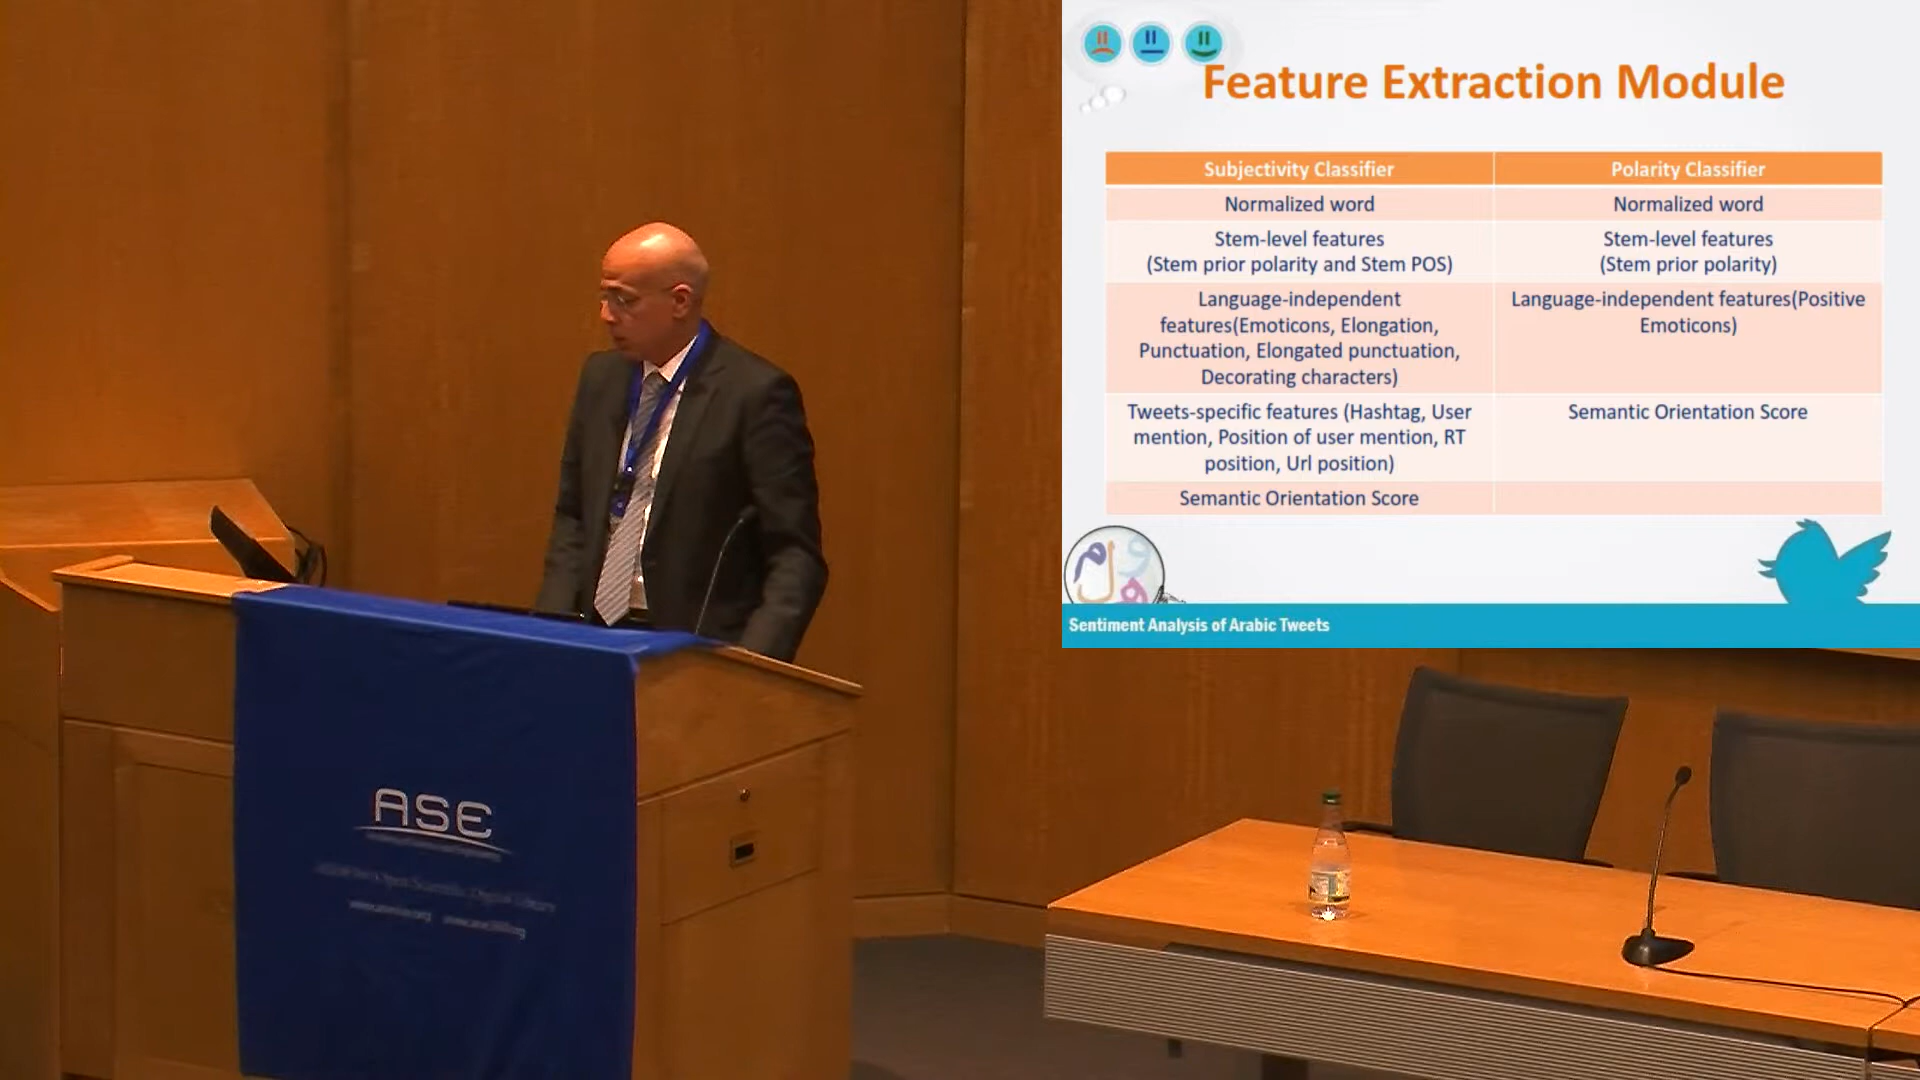 Feature Extraction Module
Subjectivity Classifier
Polarity Classifier
Normalized word
Normalized word
Stem-level features
(Stem prior polarity and Stem POS)
Stem-level features
(Stem prior polarity)
Language-independent
features(Emoticons, Elongation,
Punctuation, Elongated punctuation,
Decorating characters)
Language-independent features(Positive
Emoticons)
Tweets-specific features (Hashtag, User
mention, Position of user mention, RT
position, Url position)
Semantic Orientation Score
Semantic Orientation Score
م ل و ه
Sentiment Analysis of Arabic Tweets
ASE